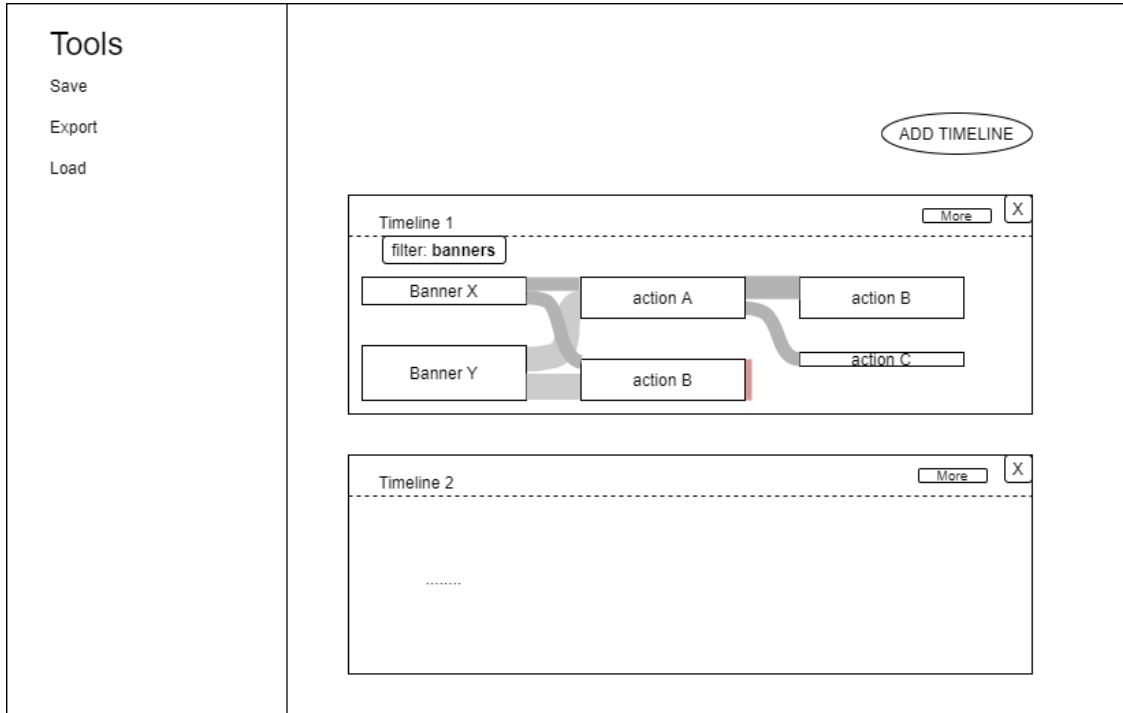 Tools
Save
Export
Load
ADD TIMELINE
Timeline 1
More
X
filter: banners
Banner X
action A
action B
Banner Y
action B
action C
Timeline 2
More
X
........